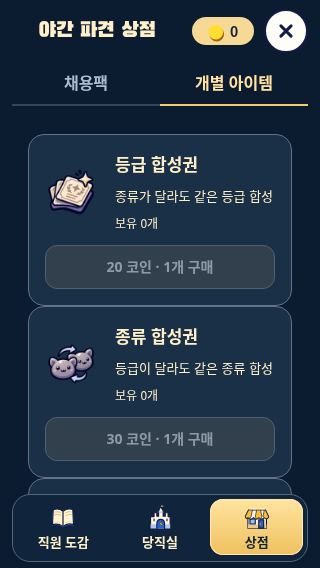 야간 파견 상점
0
채용팩
개별 아이템
등급 합성권
종류가 달라도 같은 등급 합성
보유 0개
20 코인 · 1개 구매
종류 합성권
등급이 달라도 같은 종류 합성
보유 0개
30 코인 · 1개 구매
직원 도감
당직실
상점